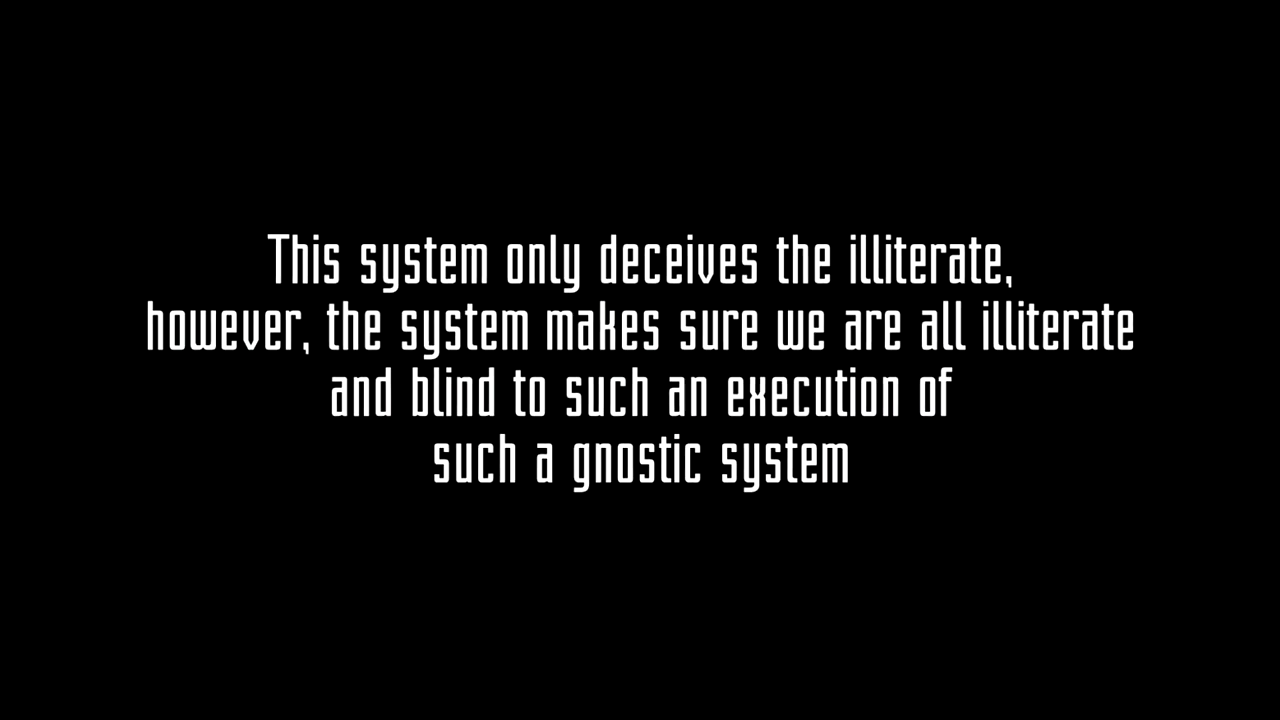 This system only deceives the illiterate,
however, the system makes sure we are all illiterate
and blind to such an execution of
such a gnostic system